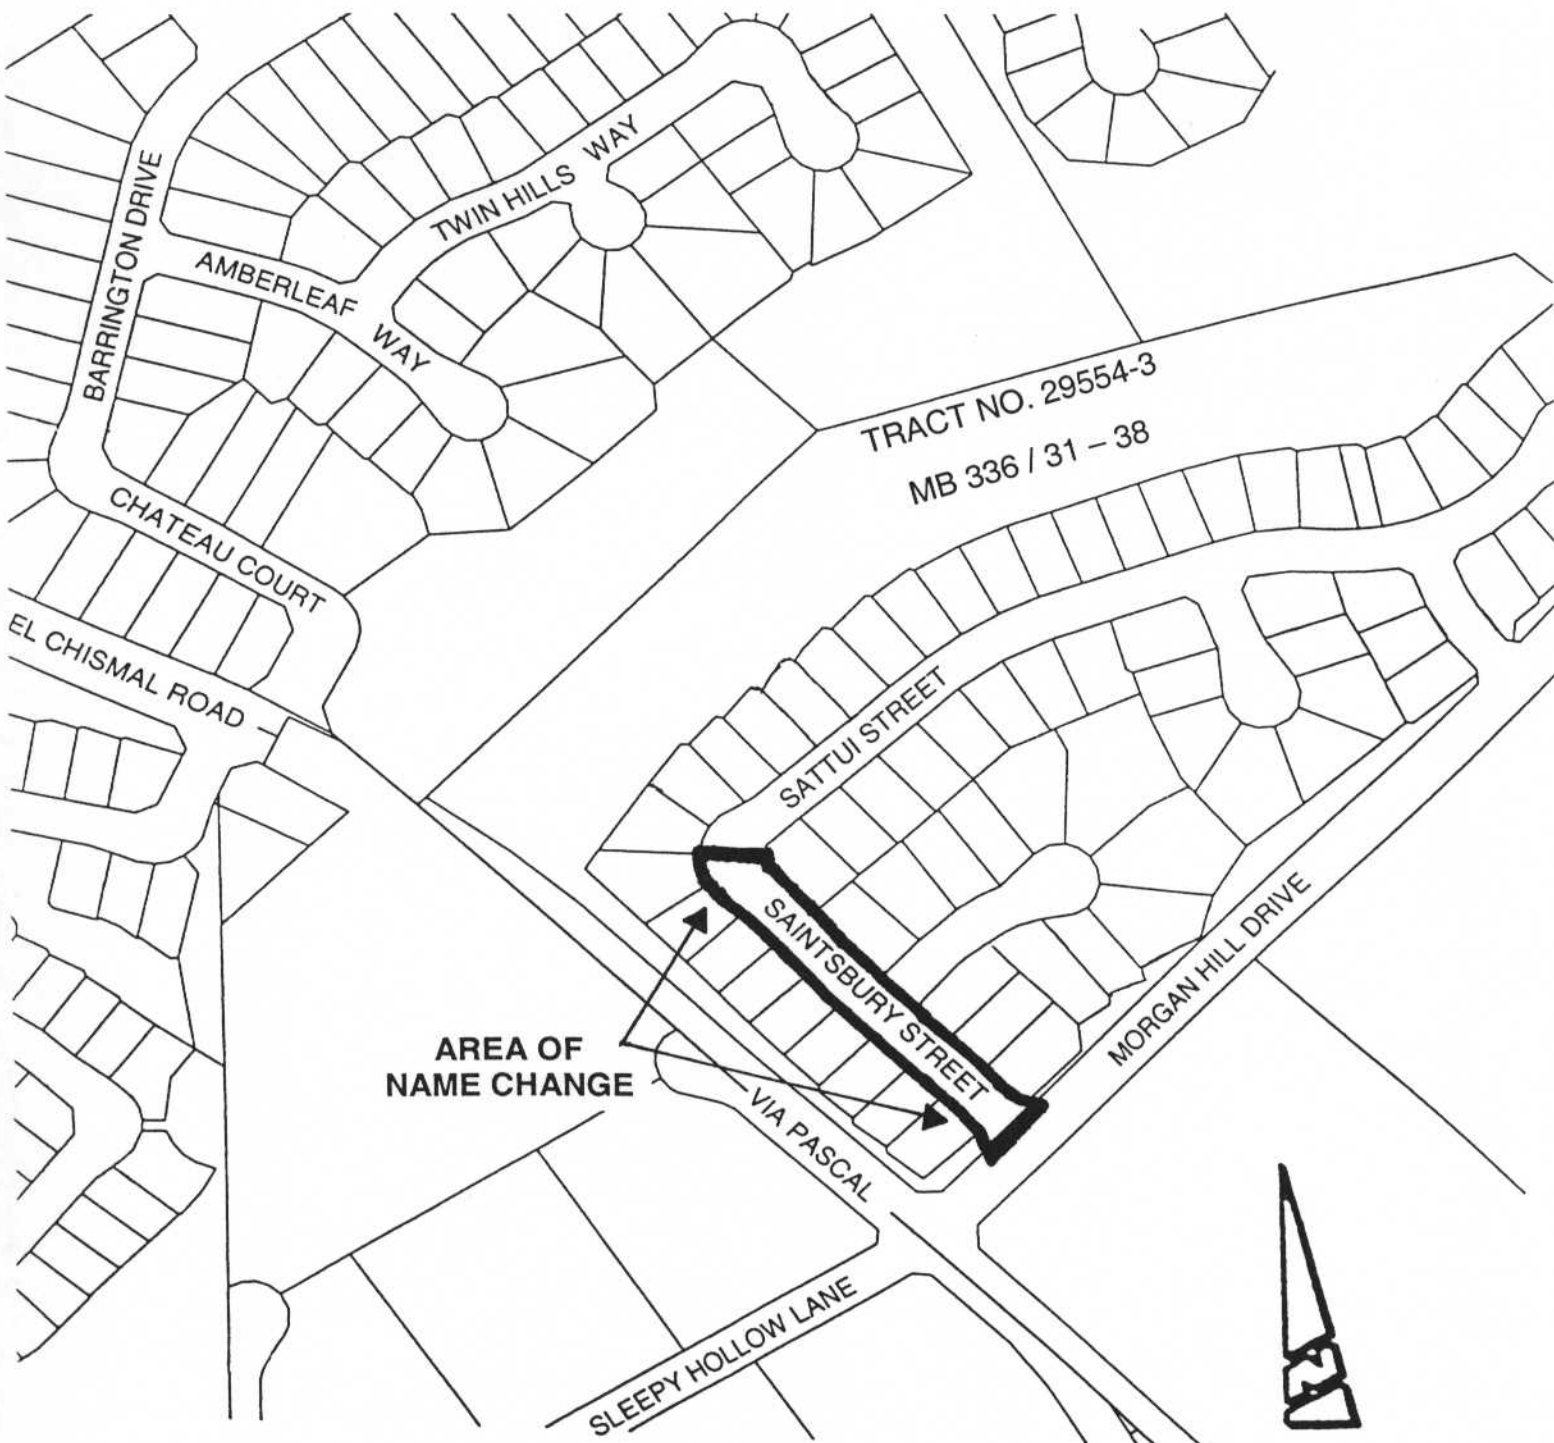 BARRINGTON DRIVE
TWIN HILLS WAY
AMBERLEAF WAY
TRACT NO. 29554-3
MB 336 / 31 – 38
CHATEAU COURT
EL CHISMAL ROAD
SATTUI STREET
SAINTSBURY STREET
MORGAN HILL DRIVE
AREA OF
NAME CHANGE
VIA PASCAL
SLEEPY HOLLOW LANE
N